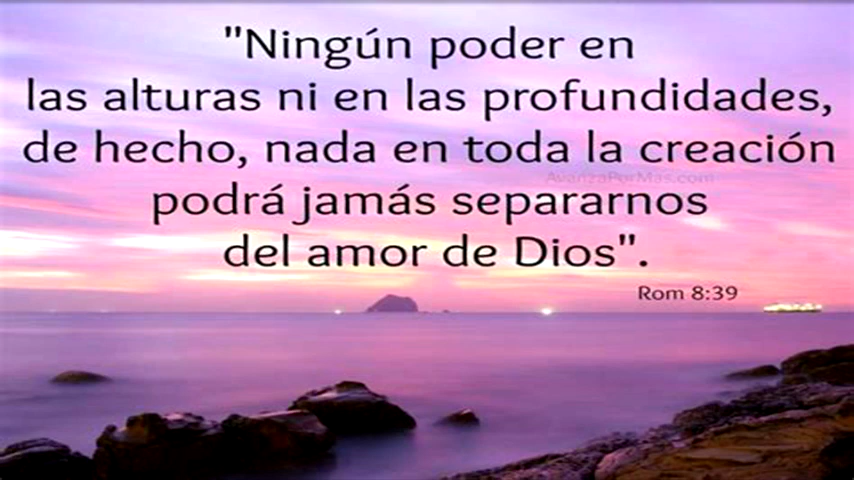 "Ningún poder en
las alturas ni en las profundidades,
de hecho, nada en toda la creación
AvanzaPorMas.com
podrá jamás separarnos
del amor de Dios".
Rom 8:39